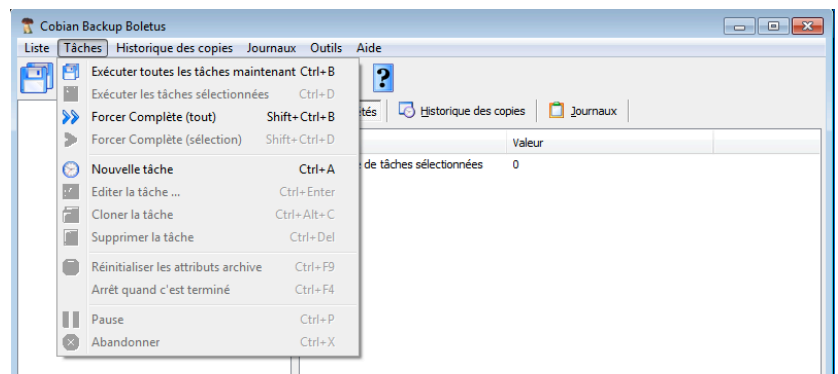 Cobian Backup Boletus
Liste Tâches Historique des copies Journaux Outils Aide
Exécuter toutes les tâches maintenant Ctrl+B
Exécuter les tâches sélectionnées Ctrl+D
Forcer Complète (tout) Shift+Ctrl+B
Forcer Complète (sélection) Shift+Ctrl+D
Nouvelle tâche Ctrl+A
Editer la tâche ... Ctrl+Enter
Cloner la tâche Ctrl+Alt+C
Supprimer la tâche Ctrl+Del
Réinitialiser les attributs archive Ctrl+F9
Arrêt quand c'est terminé Ctrl+F4
Pause Ctrl+P
Abandonner Ctrl+X
?
étés Historique des copies Journaux
Valeur
de tâches sélectionnées 0